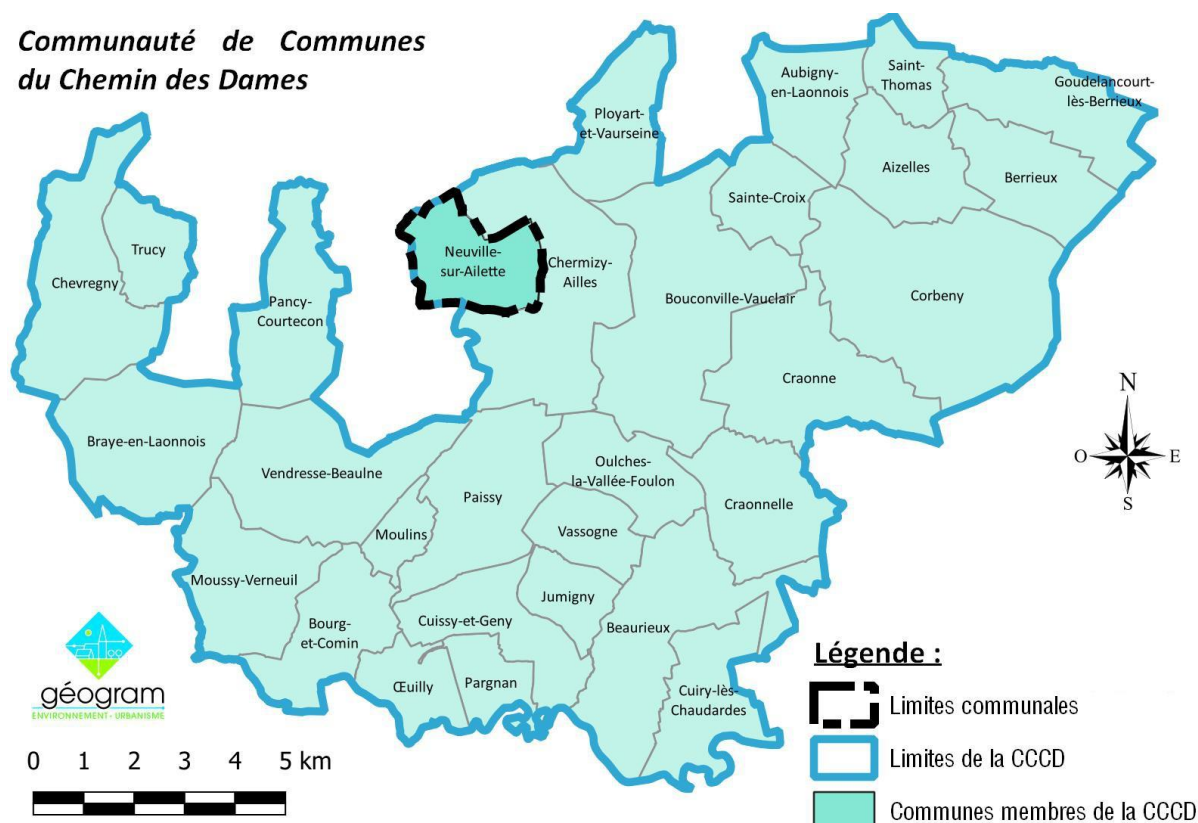 Communauté de Communes
du Chemin des Dames
Ployart-
et-Vaurseine
Aubigny-
en-Laonnois
Saint-
Thomas
Goudelancourt-
lès-Berrieux
Aizelles
Berrieux
Sainte-Croix
Trucy
Chevregny
Pancy-
Courtecon
Neuville-
sur-Ailette
Chermizy-
Ailles
Bouconville-Vauclair
Corbeny
Craonne
Braye-en-Laonnois
Vendresse-Beaulne
Paissy
Oulches-
la-Vallée-Foulon
Craonnelle
Moulins
Vassogne
Moussy-Verneuil
Jumigny
Bourg-
et-Comin
Cuissy-et-Geny
Beaurieux
Œuilly
Pargnan
Cuiry-lès-
Chaudardes
N
O
E
S
géogram
ENVIRONNEMENT - URBANISME
0 1 2 3 4 5 km
Légende :
Limites communales
Limites de la CCCD
Communes membres de la CCCD